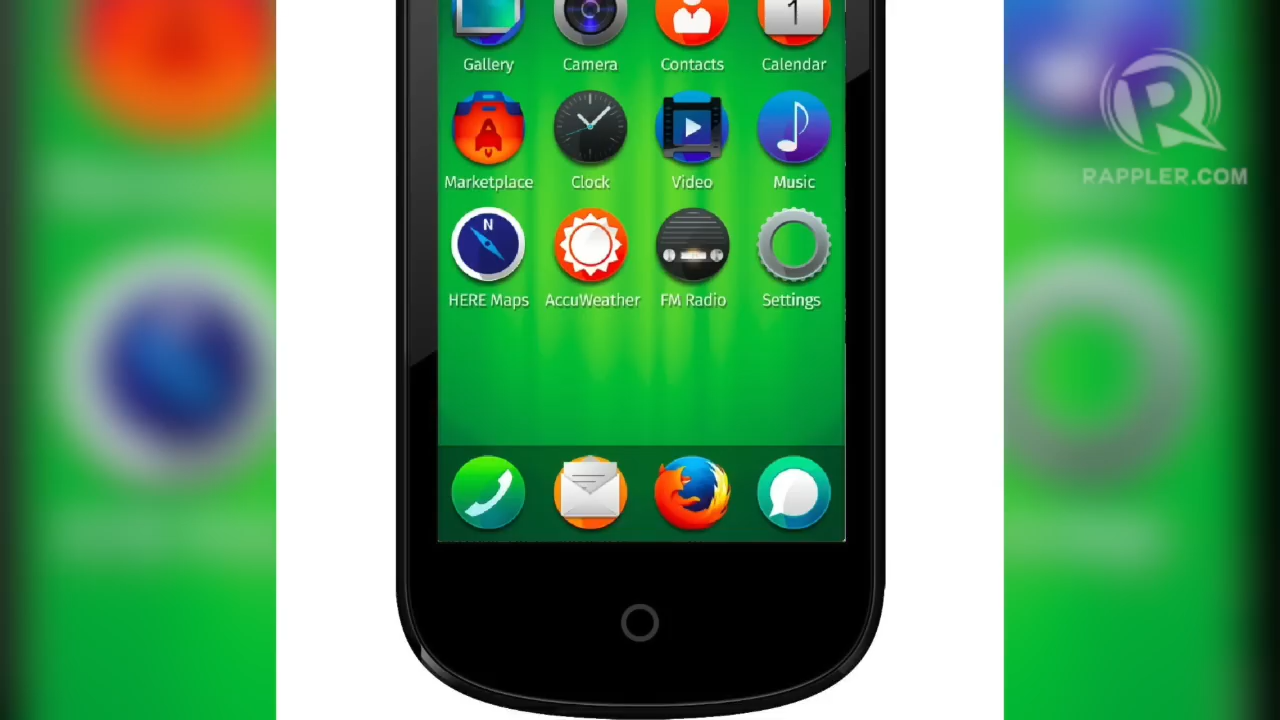 Gallery Camera Contacts Calendar
1
RAPPLER.COM
Marketplace Clock Video Music
N
HERE Maps AccuWeather FM Radio Settings